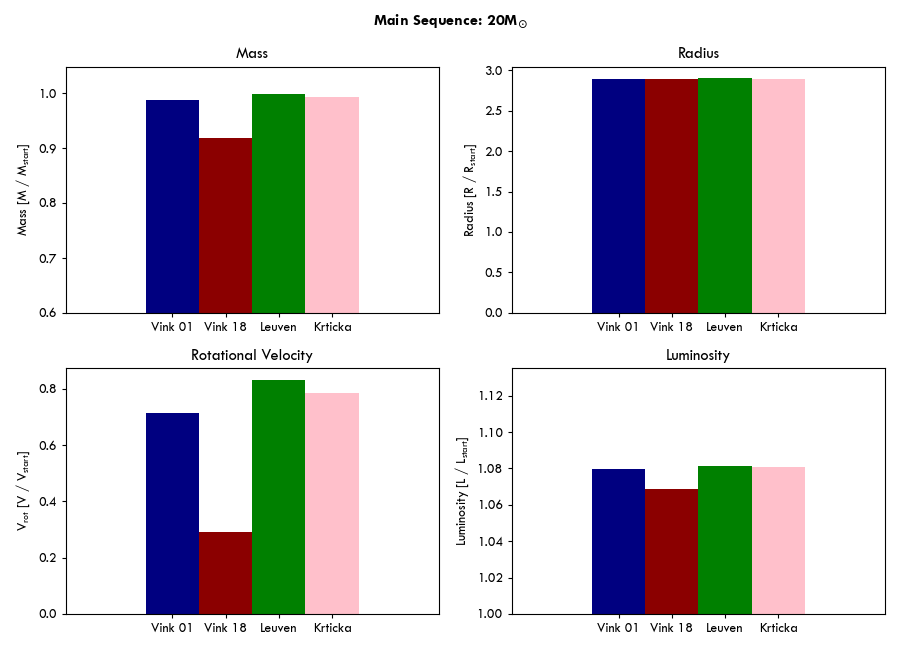 Main Sequence: 20M☉
Mass
Mass [M / Mstart]
1.0
0.9
0.8
0.7
0.6
Vink 01 Vink 18 Leuven Krticka
Radius
Radius [R / Rstart]
3.0
2.5
2.0
1.5
1.0
0.5
0.0
Vink 01 Vink 18 Leuven Krticka
Rotational Velocity
Vrot [V / Vstart]
0.8
0.6
0.4
0.2
0.0
Vink 01 Vink 18 Leuven Krticka
Luminosity
Luminosity [L / Lstart]
1.12
1.10
1.08
1.06
1.04
1.02
1.00
Vink 01 Vink 18 Leuven Krticka